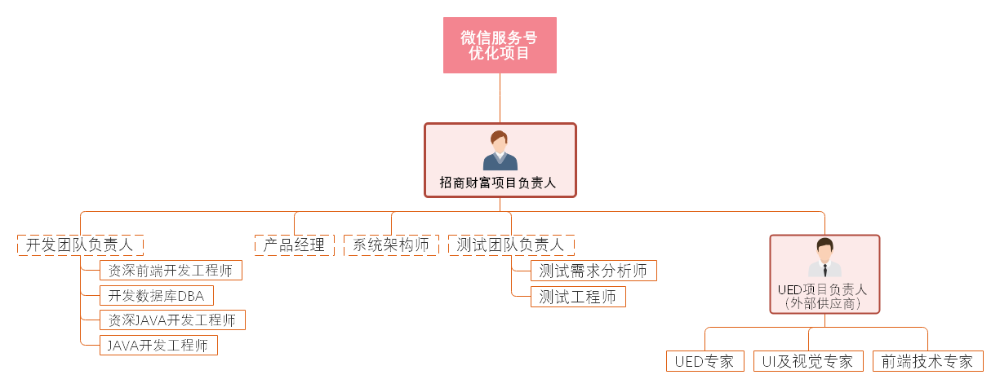 微信服务号
优化项目
招商财富项目负责人
开发团队负责人
产品经理
系统架构师
测试团队负责人
资深前端开发工程师
开发数据库DBA
资深JAVA开发工程师
JAVA开发工程师
测试需求分析师
测试工程师
UED项目负责人
（外部供应商）
UED专家
UI及视觉专家
前端技术专家